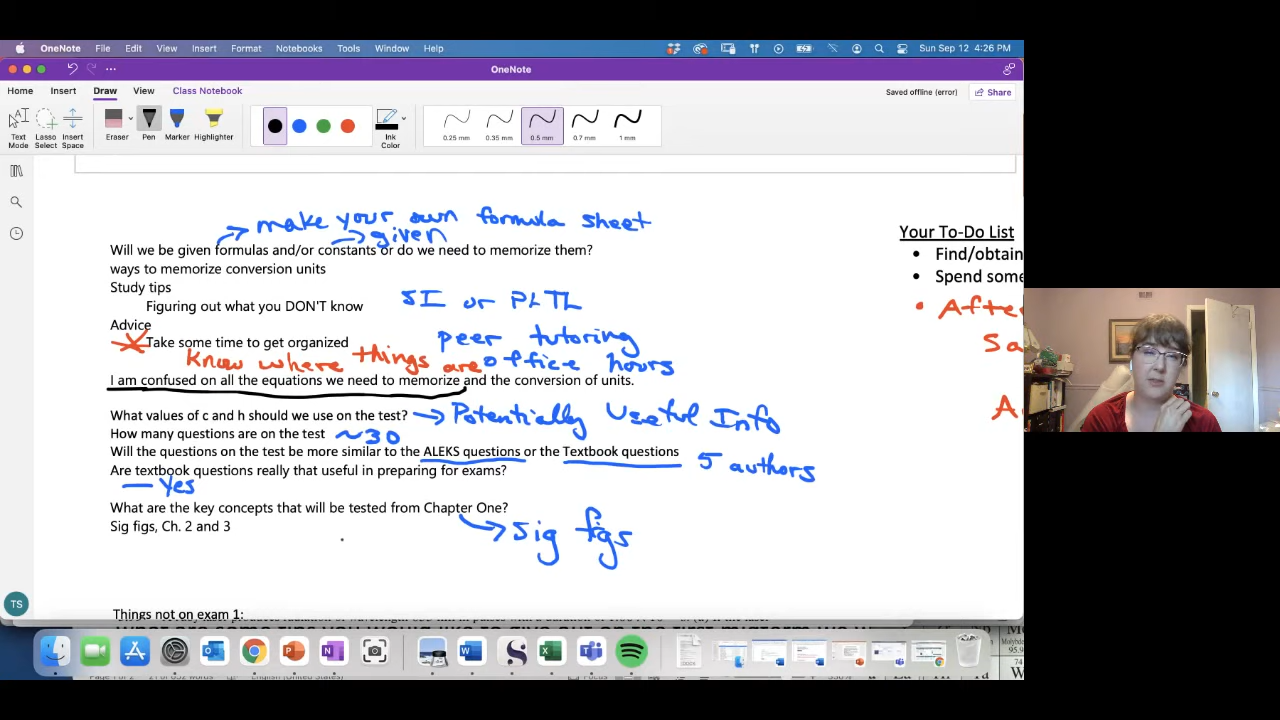 OneNote File Edit View Insert Format Notebooks Tools Window Help Sun Sep 12 4:26 PM
OneNote
Home Insert Draw View Class Notebook Saved offline (error) Share
Text Mode Lasso Select Insert Space Eraser Pen Marker Highlighter Ink Color 0.25 mm 0.35 mm 0.5 mm 0.7 mm 1 mm
make your own formula sheet
given
Will we be given formulas and/or constants or do we need to memorize them?
ways to memorize conversion units
Study tips
Figuring out what you DON'T know SI or PLTL
Advice
peer tutoring
Take some time to get organized
Know where things are office hours
I am confused on all the equations we need to memorize and the conversion of units.
What values of c and h should we use on the test? Potentially Useful Info
How many questions are on the test ~30
Will the questions on the test be more similar to the ALEKS questions or the Textbook questions 5 authors
Are textbook questions really that useful in preparing for exams?
— Yes
What are the key concepts that will be tested from Chapter One?
Sig figs, Ch. 2 and 3 sig figs
Things not on exam 1:
Your To-Do List
• Find/obtain
• Spend some
• After
TS